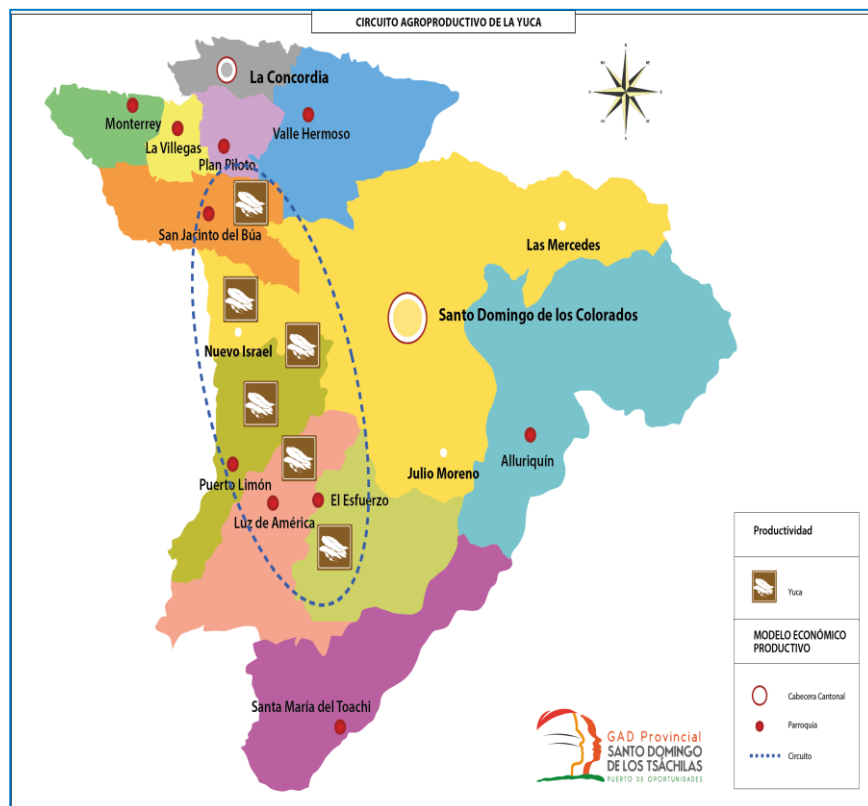 CIRCUITO AGROPRODUCTIVO DE LA YUCA
La Concordia
Monterrey
La Villegas
Plan Piloto
Valle Hermoso
San Jacinto del Búa
Las Mercedes
Santo Domingo de los Colorados
Nuevo Israel
Julio Moreno
Alluriquín
Puerto Limón
El Esfuerzo
Luz de América
Santa María del Toachi
Productividad
Yuca
MODELO ECONÓMICO
PRODUCTIVO
Cabecera Cantonal
Parroquia
Circuito
GAD Provincial
SANTO DOMINGO
DE LOS TSÁCHILAS
PUERTO DE OPORTUNIDADES